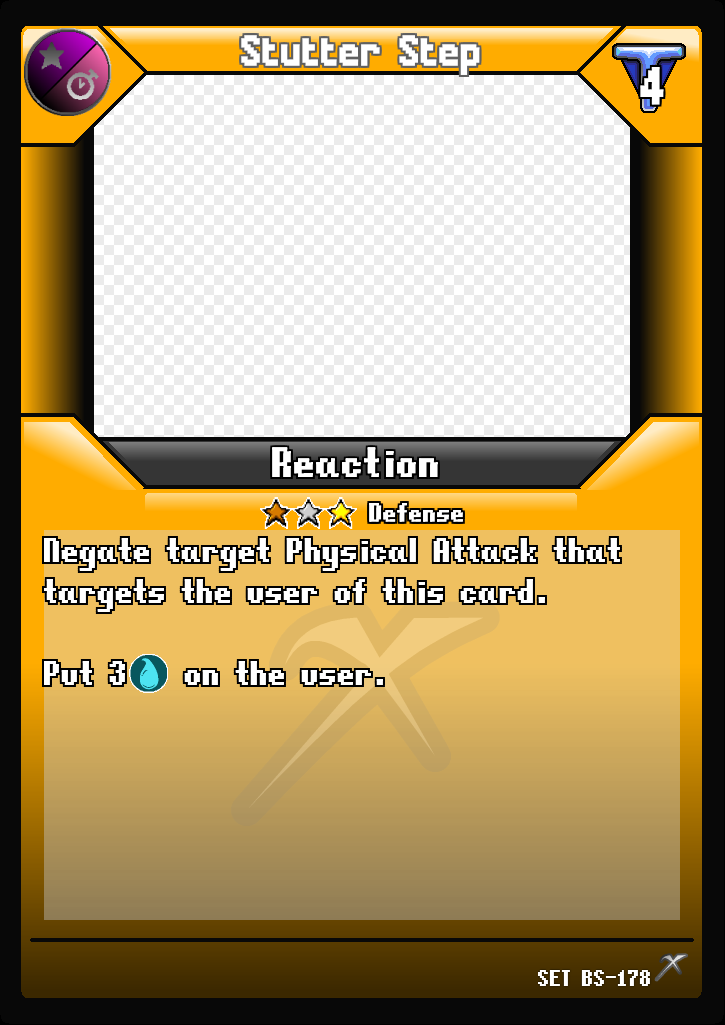 Stutter Step
4
Reaction
Defense
Negate target Physical Attack that
targets the user of this card.
Put 3 on the user.
SET BS-178